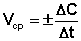 Vср = ± ΔC / Δt